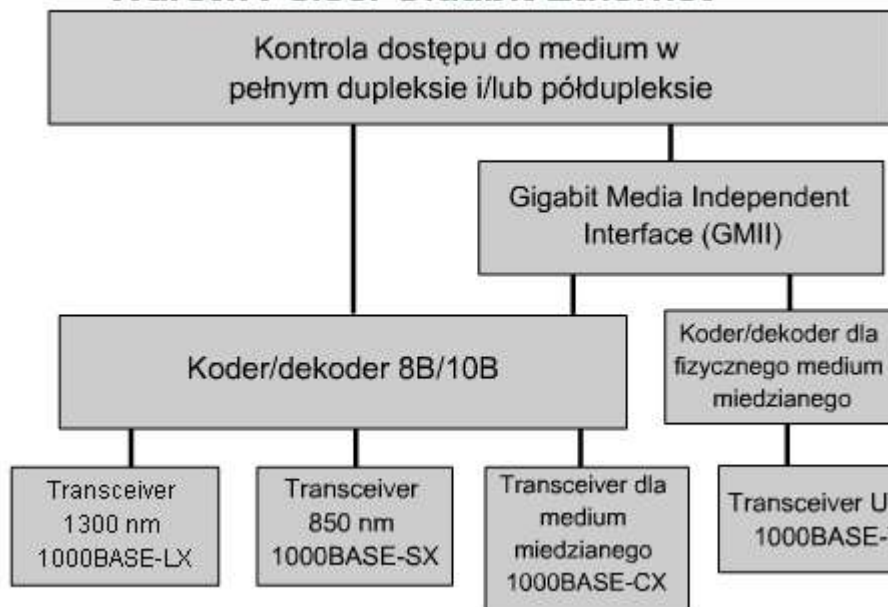 Kontrola dostępu do medium w
pełnym dupleksie i/lub półdupleksie
Gigabit Media Independent
Interface (GMII)
Koder/dekoder 8B/10B
Koder/dekoder dla
fizycznego medium
miedzianego
Transceiver
1300 nm
1000BASE-LX
Transceiver
850 nm
1000BASE-SX
Transceiver dla
medium
miedzianego
1000BASE-CX
Transceiver
1000BASE-